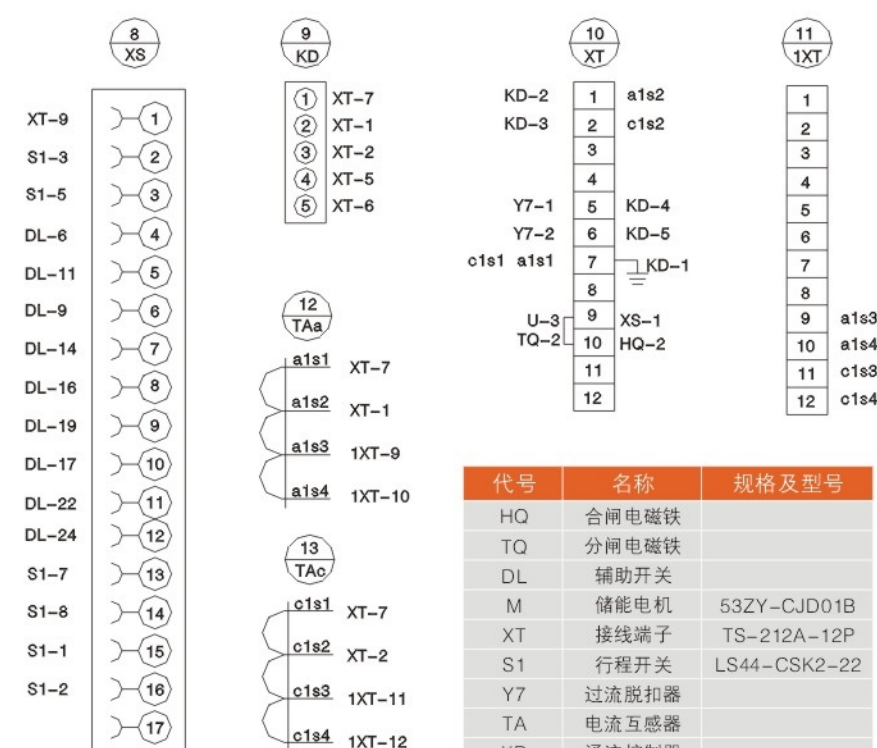 8
XS
XT-9 1
S1-3 2
S1-5 3
DL-6 4
DL-11 5
DL-9 6
DL-14 7
DL-16 8
DL-19 9
DL-17 10
DL-22 11
DL-24 12
S1-7 13
S1-8 14
S1-1 15
S1-2 16
17
9
KD
1 XT-7
2 XT-1
3 XT-2
4 XT-5
5 XT-6
12
TAa
a1s1 XT-7
a1s2 XT-1
a1s3 1XT-9
a1s4 1XT-10
13
TAc
c1s1 XT-7
c1s2 XT-2
c1s3 1XT-11
c1s4 1XT-12
10
XT
KD-2 1 a1s2
KD-3 2 c1s2
3
4
Y7-1 5 KD-4
Y7-2 6 KD-5
c1s1 a1s1 7 KD-1
8
U-3 9 XS-1
TQ-2 10 HQ-2
11
12
11
1XT
1
2
3
4
5
6
7
8
9 a1s3
10 a1s4
11 c1s3
12 c1s4
代号 名称 规格及型号
HQ 合闸电磁铁
TQ 分闸电磁铁
DL 辅助开关
M 储能电机 53ZY-CJD01B
XT 接线端子 TS-212A-12P
S1 行程开关 LS44-CSK2-22
Y7 过流脱扣器
TA 电流互感器